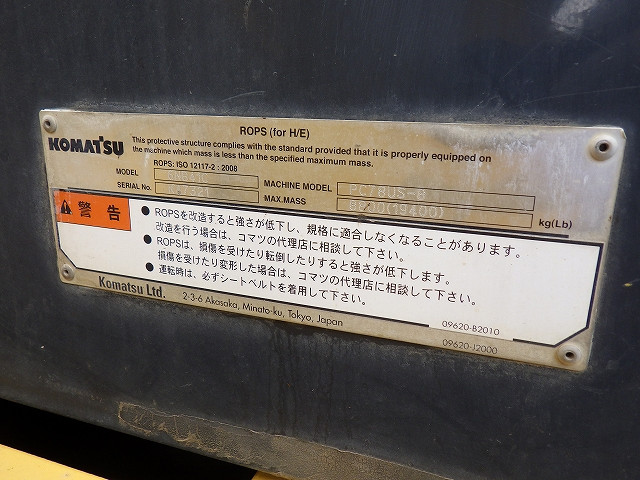 ROPS (for H/E)
KOMATSU
This protective structure complies with the standard provided that it is properly equipped on
the machine which mass is less than the specified maximum mass.
ROPS: ISO 12117-2 : 2008
MODEL
MACHINE MODEL PC78US-8
SERIAL No.
MAX.MASS 8800(19400) kg(Lb)
警告
● ROPSを改造すると強さが低下し、規格に適合しなくなることがあります。
改造を行う場合は、コマツの代理店に相談して下さい。
● ROPSは、損傷を受けたり転倒したりすると強さが低下します。
損傷を受けたり変形した場合は、コマツの代理店に相談して下さい。
● 運転時は、必ずシートベルトを着用して下さい。
09620-B2010
Komatsu Ltd. 2-3-6 Akasaka, Minato-ku, Tokyo, Japan
09620-J2000